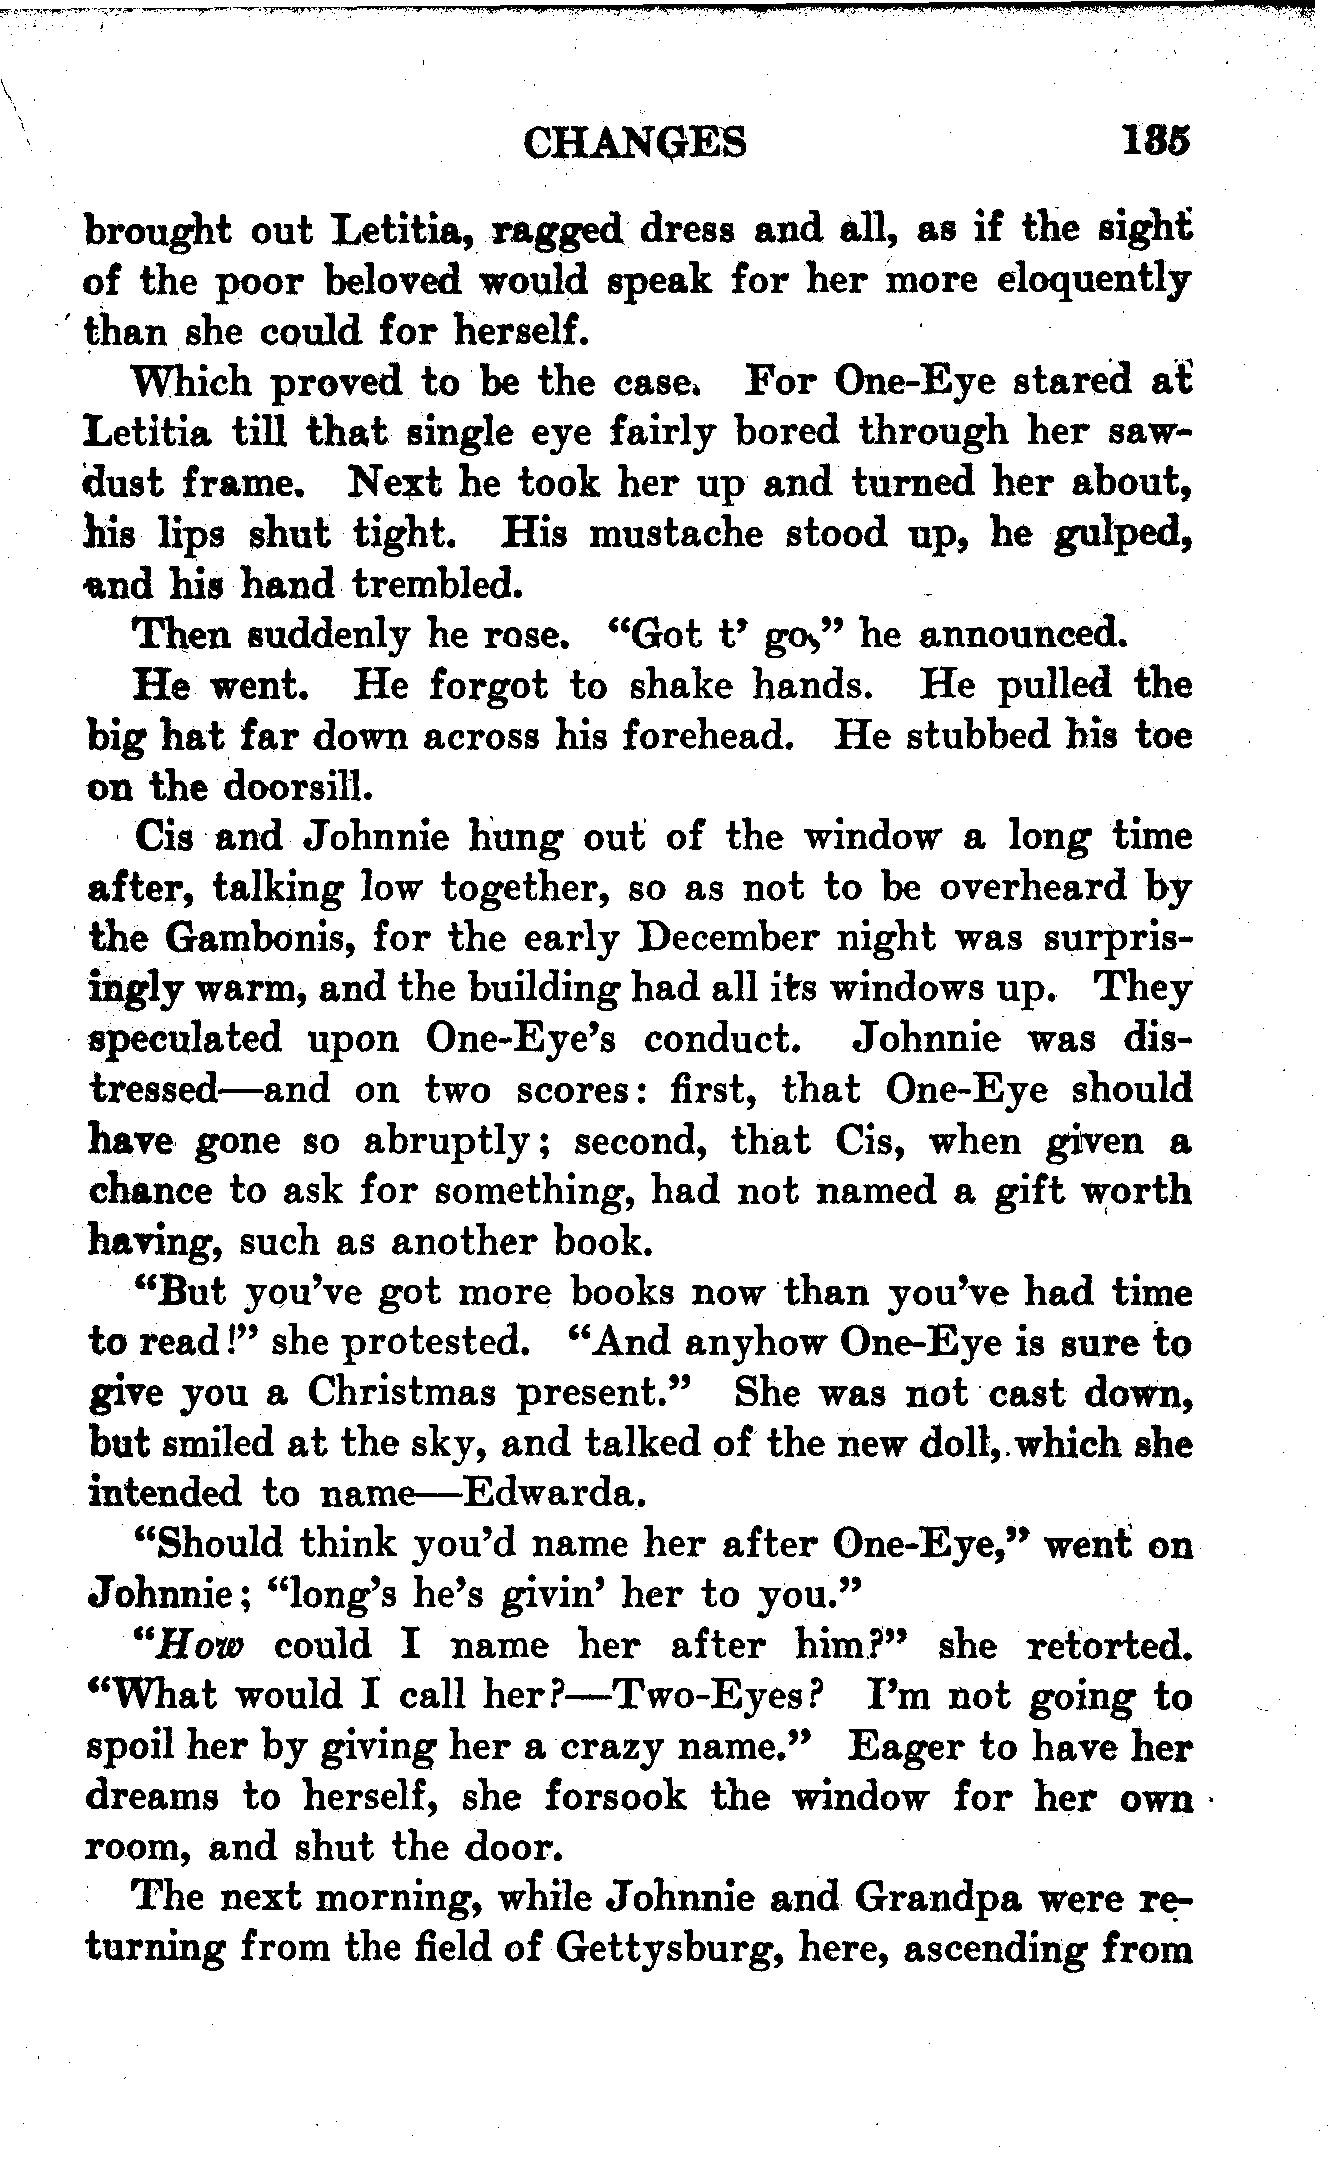 CHANGES 135
brought out Letitia, ragged dress and all, as if the sight
of the poor beloved would speak for her more eloquently
than she could for herself.
Which proved to be the case. For One-Eye stared at
Letitia till that single eye fairly bored through her saw-
dust frame. Next he took her up and turned her about,
his lips shut tight. His mustache stood up, he gulped,
and his hand trembled.
Then suddenly he rose. “Got t’ go,” he announced.
He went. He forgot to shake hands. He pulled the
big hat far down across his forehead. He stubbed his toe
on the doorsill.
Cis and Johnnie hung out of the window a long time
after, talking low together, so as not to be overheard by
the Gambonis, for the early December night was surpris-
ingly warm, and the building had all its windows up. They
speculated upon One-Eye’s conduct. Johnnie was dis-
tressed—and on two scores: first, that One-Eye should
have gone so abruptly; second, that Cis, when given a
chance to ask for something, had not named a gift worth
having, such as another book.
“But you’ve got more books now than you’ve had time
to read!” she protested. “And anyhow One-Eye is sure to
give you a Christmas present.” She was not cast down,
but smiled at the sky, and talked of the new doll, which she
intended to name—Edwarda.
“Should think you’d name her after One-Eye,” went on
Johnnie; “long’s he’s givin’ her to you.”
“How could I name her after him?” she retorted.
“What would I call her?—Two-Eyes? I’m not going to
spoil her by giving her a crazy name.” Eager to have her
dreams to herself, she forsook the window for her own
room, and shut the door.
The next morning, while Johnnie and Grandpa were re-
turning from the field of Gettysburg, here, ascending from